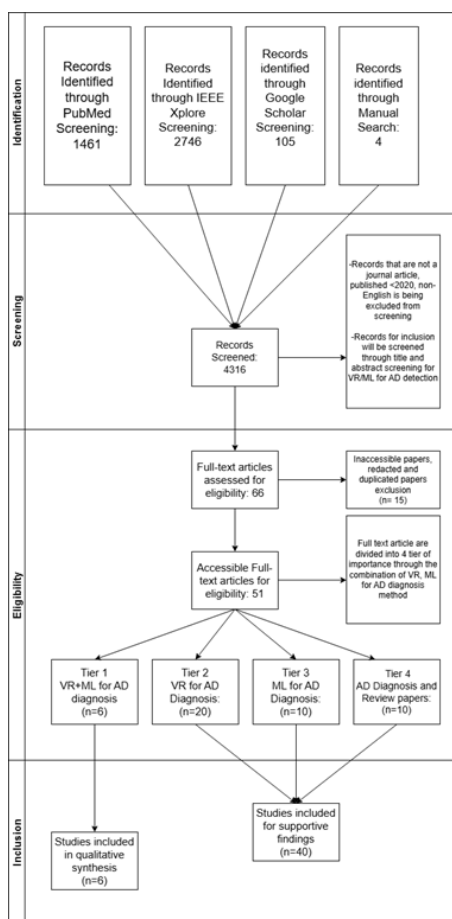 Identification
Records
Identified
through
PubMed
Screening:
1461
Records
Identified
through IEEE
Xplore
Screening:
2746
Records
identified
through
Google
Scholar
Screening:
105
Records
identified
through
Manual
Search:
4
Screening
Records
Screened:
4316
-Records that are not a
journal article,
published <2020, non-
English is being
excluded from
screening
-Records for inclusion
will be screened
through title and
abstract screening for
VR/ML for AD detection
Eligibility
Full-text articles
assessed for
eligibility: 66
Inaccessible papers,
redacted and
duplicated papers
exclusion
(n= 15)
Accessible Full-
text articles for
eligibility: 51
Full text article are
divided into 4 tier of
importance through the
combination of VR, ML
for AD diagnosis
method
Tier 1
VR+ML for AD
diagnosis
(n=6)
Tier 2
VR for AD
Diagnosis:
(n=20)
Tier 3
ML for AD
Diagnosis:
(n=10)
Tier 4
AD Diagnosis and
Review papers:
(n=10)
Inclusion
Studies included
in qualitative
synthesis
(n=6)
Studies included
for supportive
findings
(n=40)